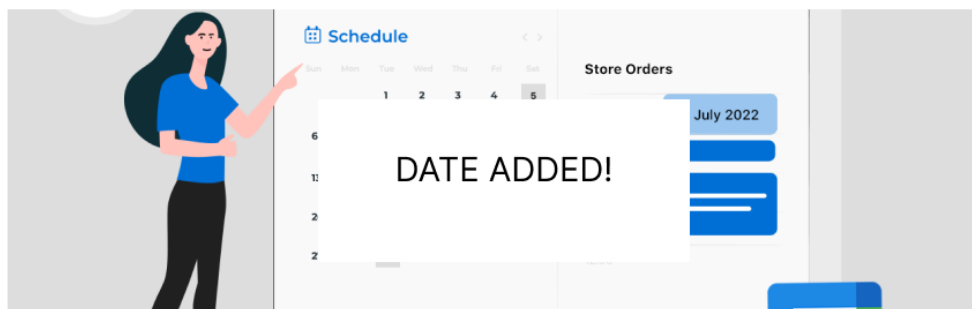 Schedule
< >
Sun Mon Tue Wed Thu Fri Sat
1 2 3 4 5
6
DATE ADDED!
Store Orders
July 2022